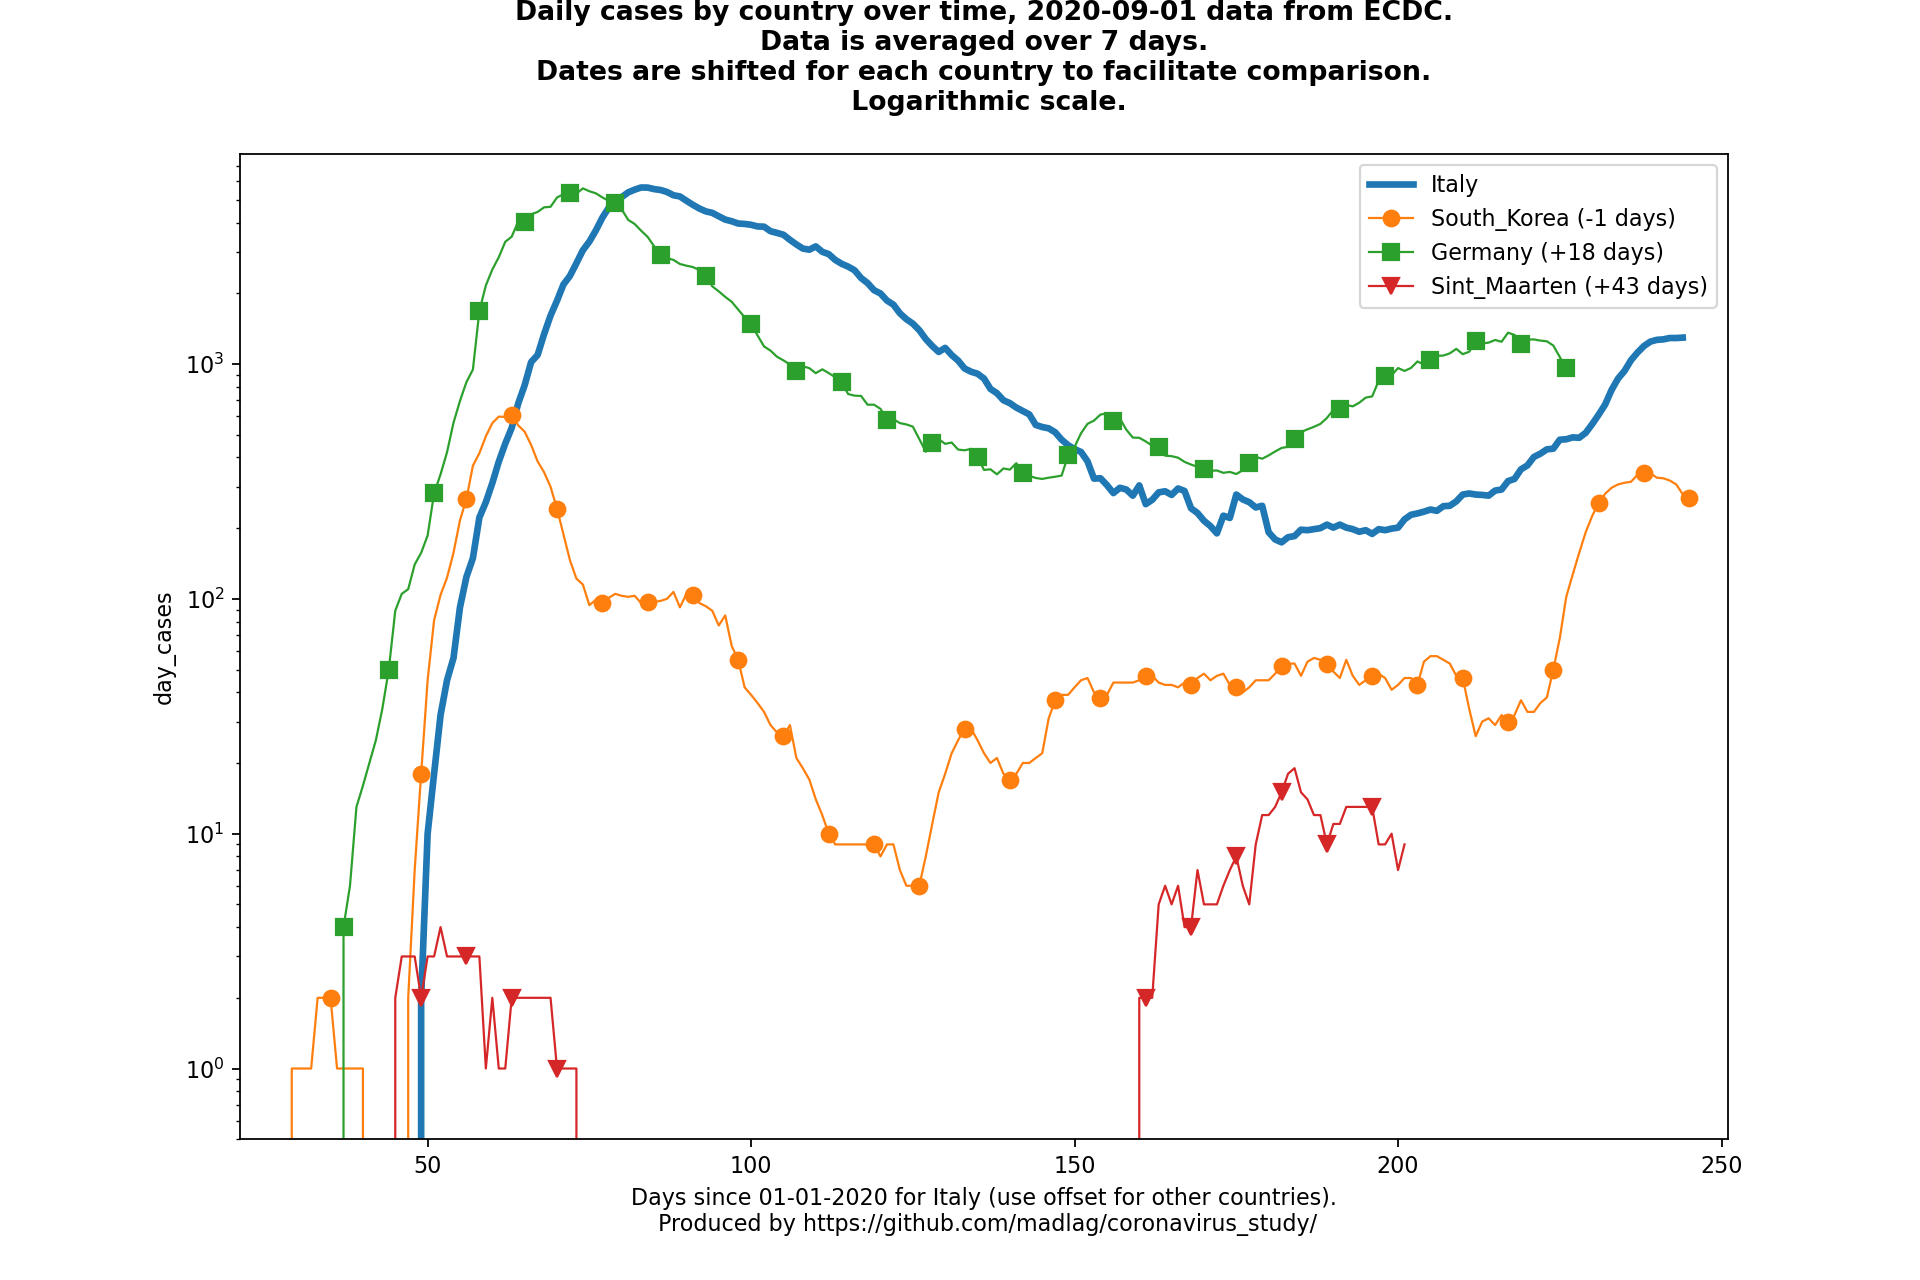 Daily cases by country over time, 2020-09-01 data from ECDC.
Data is averaged over 7 days.
Dates are shifted for each country to facilitate comparison.
Logarithmic scale.
Italy
South_Korea (-1 days)
Germany (+18 days)
Sint_Maarten (+43 days)
10³
10²
10¹
10⁰
day_cases
50 100 150 200 250
Days since 01-01-2020 for Italy (use offset for other countries).
Produced by https://github.com/madlag/coronavirus_study/